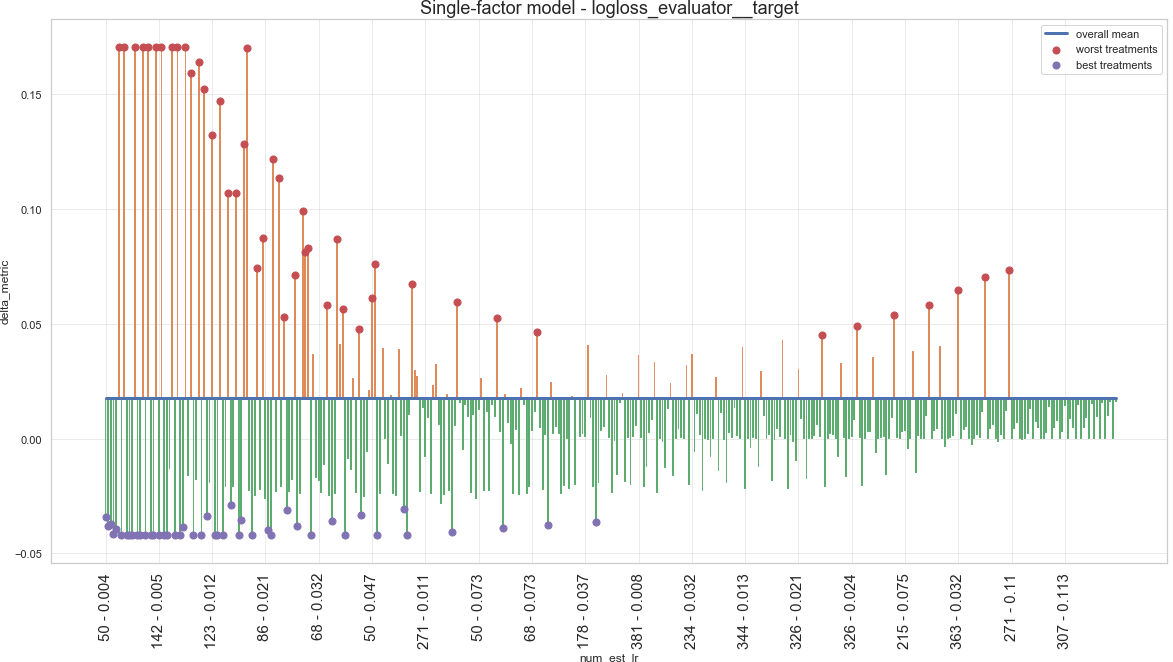 Single-factor model - logloss_evaluator__target
overall mean
worst treatments
best treatments
delta_metric
0.15
0.10
0.05
0.00
−0.05
50 - 0.004
142 - 0.005
123 - 0.012
86 - 0.021
68 - 0.032
50 - 0.047
271 - 0.011
50 - 0.073
68 - 0.073
178 - 0.037
381 - 0.008
234 - 0.032
344 - 0.013
326 - 0.021
326 - 0.024
215 - 0.075
363 - 0.032
271 - 0.11
307 - 0.113
num_est_lr